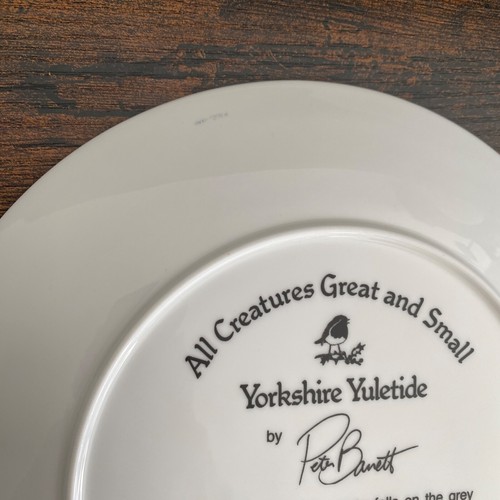 All Creatures Great and Small
Yorkshire Yuletide
by Peter Barrett
falls on the grey